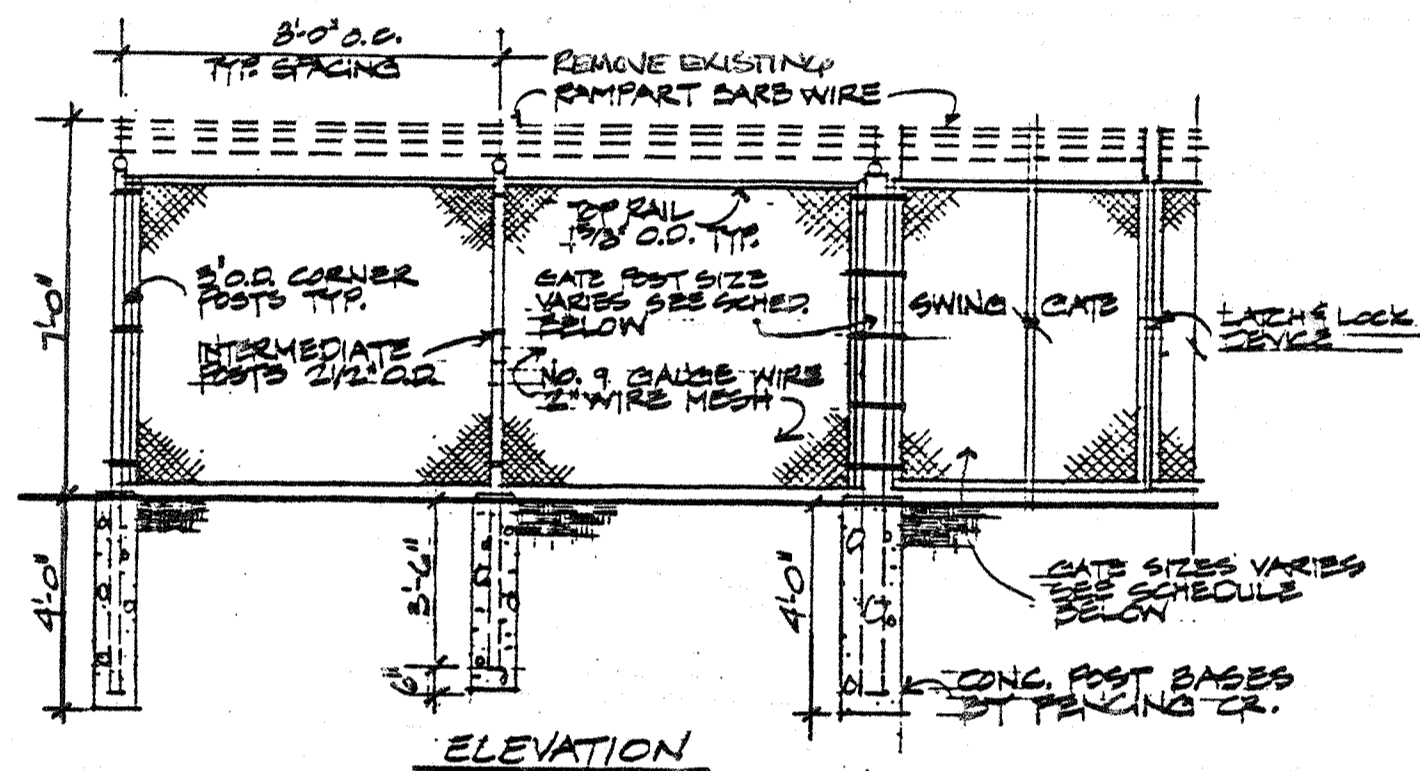 3'-0" O.C.
TYP. SPACING
REMOVE EXISTING
RAMPART BARB WIRE
TOP RAIL
1 5/8" O.D. TYP.
3" O.D. CORNER
POSTS TYP.
GATE POST SIZE
VARIES SEE SCHED.
BELOW
SWING GATE
LATCH & LOCK
DEVICE
INTERMEDIATE
POSTS 2 1/2" O.D.
NO. 9 GAUGE WIRE
2" WIRE MESH
7'-0"
4'-0"
3'-6"
6"
4'-0"
GATE SIZES VARIES
SEE SCHEDULE
BELOW
CONC. POST BASES
BY FENCING CR.
ELEVATION